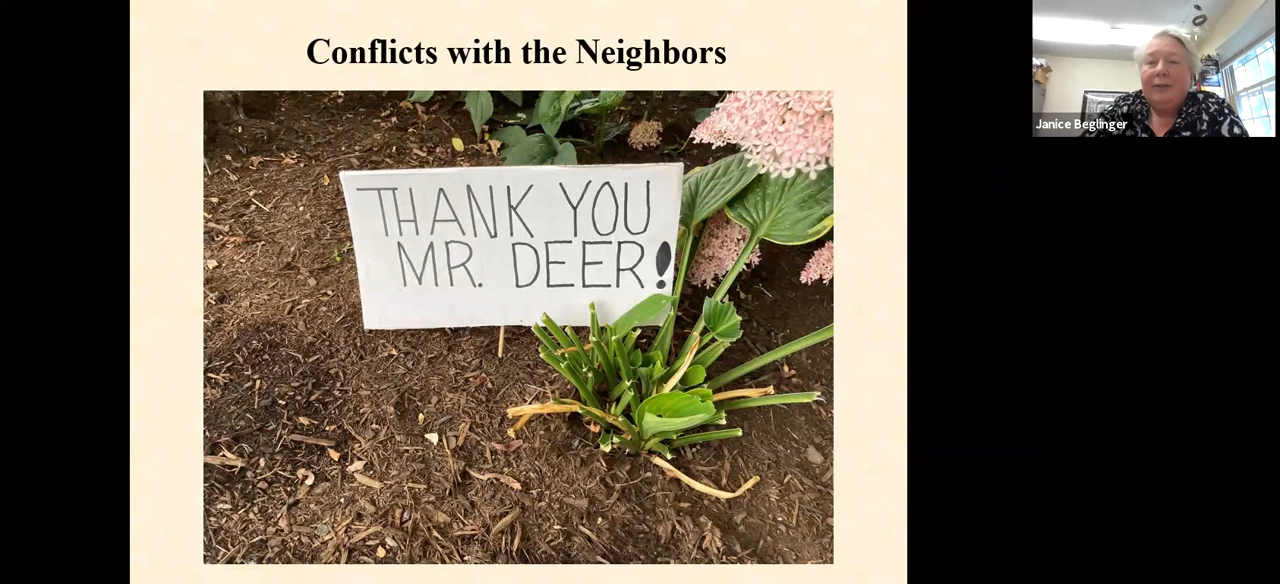 Conflicts with the Neighbors
THANK YOU
MR. DEER!
Janice Beglinger